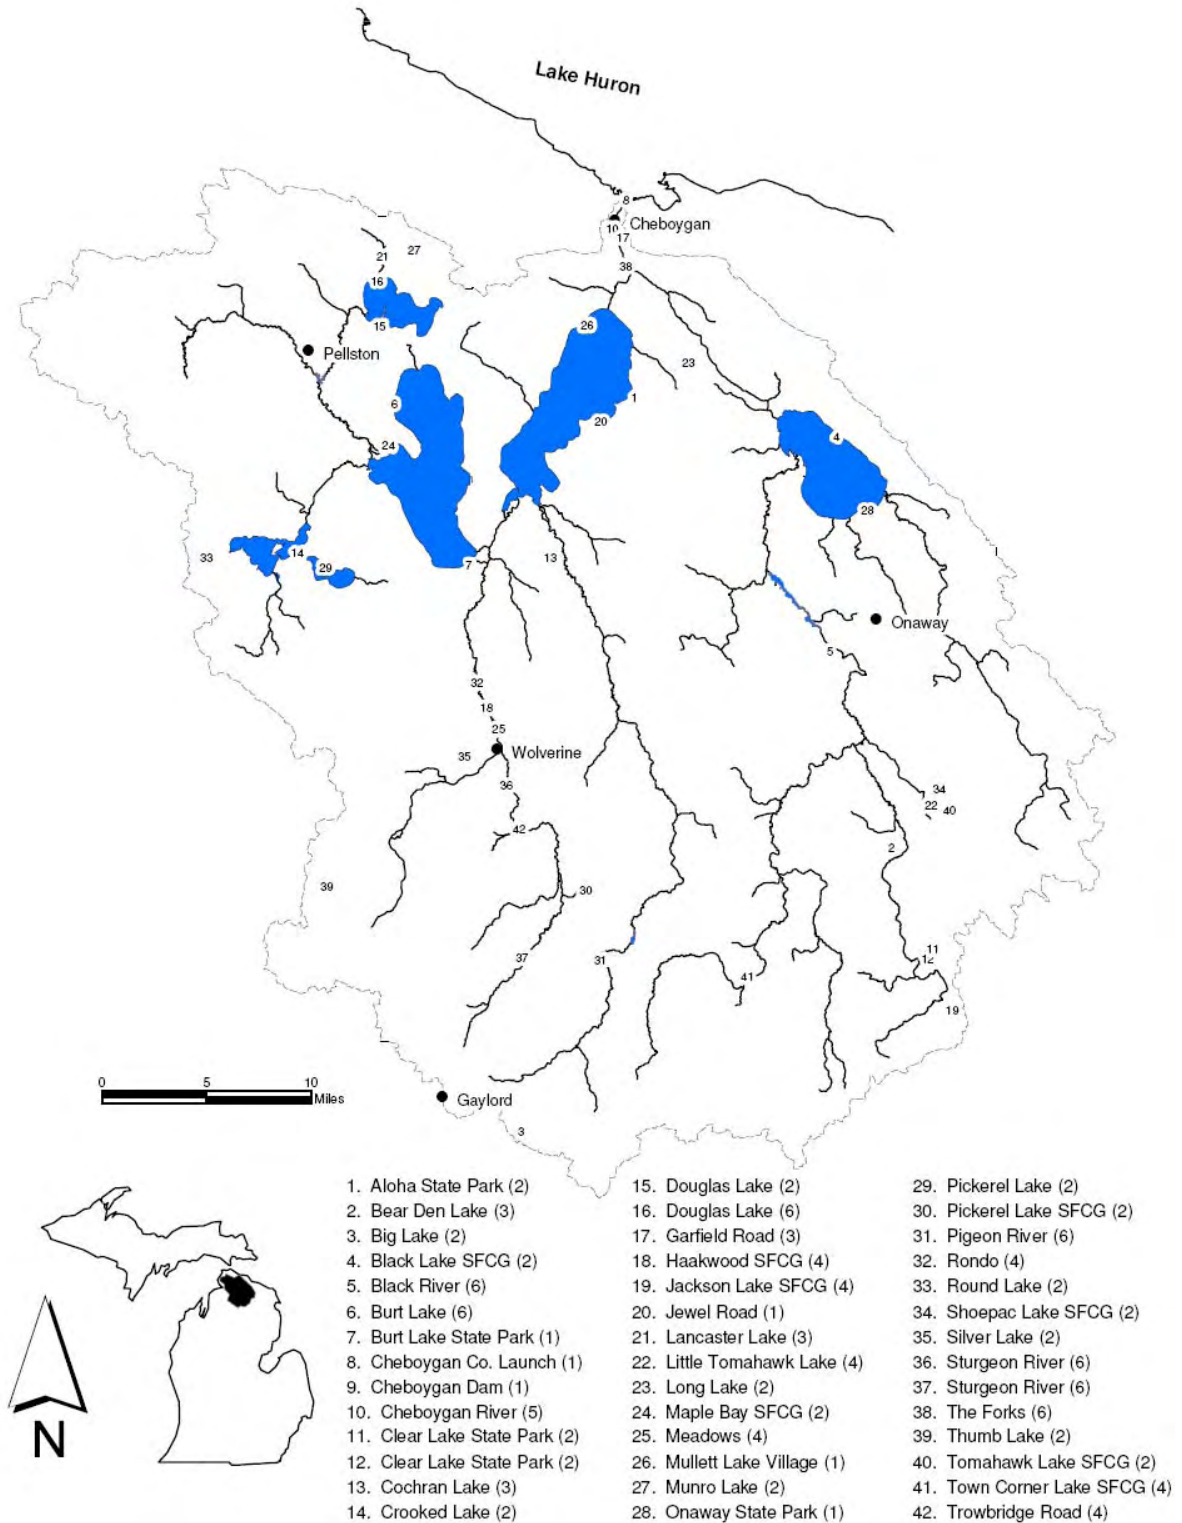 Lake Huron
8
Cheboygan
10
17
38
21
27
16
15
26
Pellston
23
6
1
20
4
24
28
33
14
29
7
13
Onaway
5
32
18
25
Wolverine
35
36
34
22
40
42
2
39
30
11
12
37
31
41
19
0 5 10
Miles
Gaylord
3
N
1. Aloha State Park (2)
2. Bear Den Lake (3)
3. Big Lake (2)
4. Black Lake SFCG (2)
5. Black River (6)
6. Burt Lake (6)
7. Burt Lake State Park (1)
8. Cheboygan Co. Launch (1)
9. Cheboygan Dam (1)
10. Cheboygan River (5)
11. Clear Lake State Park (2)
12. Clear Lake State Park (2)
13. Cochran Lake (3)
14. Crooked Lake (2)
15. Douglas Lake (2)
16. Douglas Lake (6)
17. Garfield Road (3)
18. Haakwood SFCG (4)
19. Jackson Lake SFCG (4)
20. Jewel Road (1)
21. Lancaster Lake (3)
22. Little Tomahawk Lake (4)
23. Long Lake (2)
24. Maple Bay SFCG (2)
25. Meadows (4)
26. Mullett Lake Village (1)
27. Munro Lake (2)
28. Onaway State Park (1)
29. Pickerel Lake (2)
30. Pickerel Lake SFCG (2)
31. Pigeon River (6)
32. Rondo (4)
33. Round Lake (2)
34. Shoepac Lake SFCG (2)
35. Silver Lake (2)
36. Sturgeon River (6)
37. Sturgeon River (6)
38. The Forks (6)
39. Thumb Lake (2)
40. Tomahawk Lake SFCG (2)
41. Town Corner Lake SFCG (4)
42. Trowbridge Road (4)